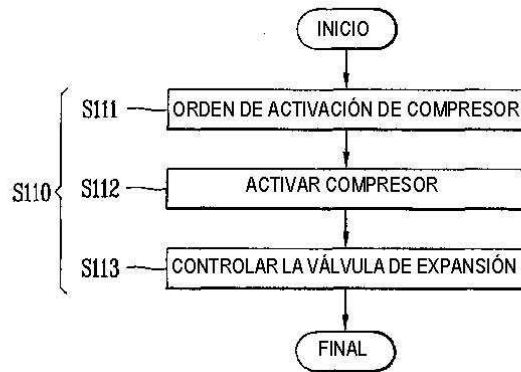 INICIO
S111 ORDEN DE ACTIVACIÓN DE COMPRESOR
S110 S112 ACTIVAR COMPRESOR
S113 CONTROLAR LA VÁLVULA DE EXPANSIÓN
FINAL